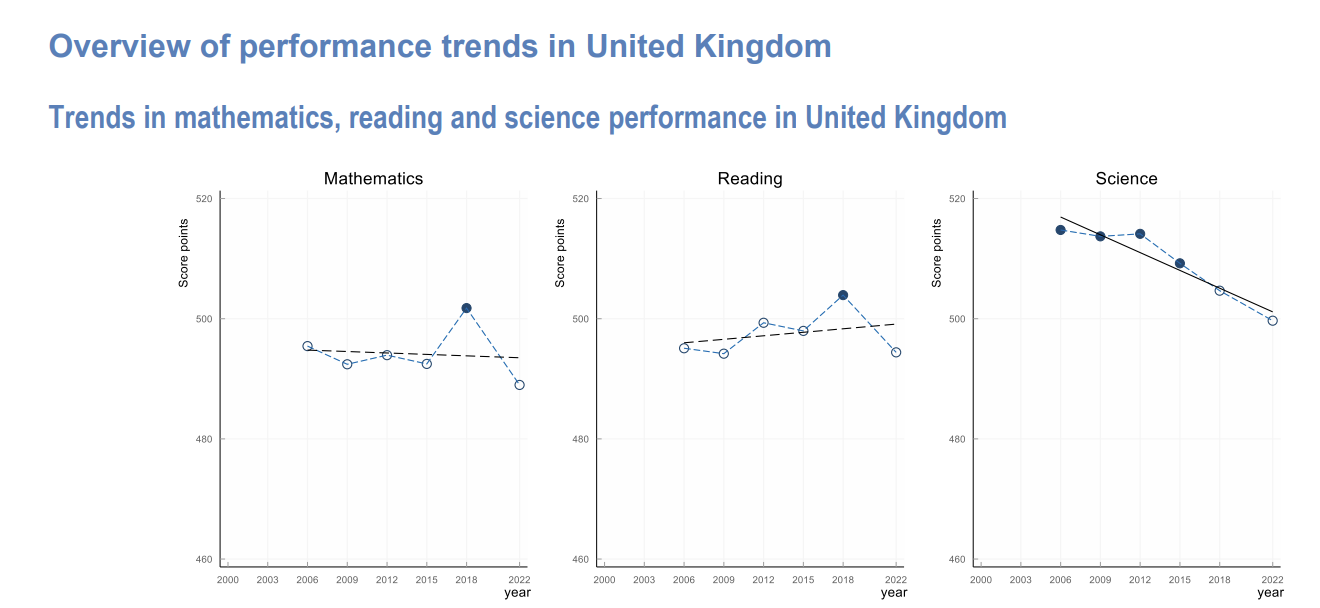 Overview of performance trends in United Kingdom
Trends in mathematics, reading and science performance in United Kingdom
Mathematics
Score points
520
500
480
460
2000 2003 2006 2009 2012 2015 2018 2022
year
Reading
Score points
520
500
480
460
2000 2003 2006 2009 2012 2015 2018 2022
year
Science
Score points
520
500
480
460
2000 2003 2006 2009 2012 2015 2018 2022
year